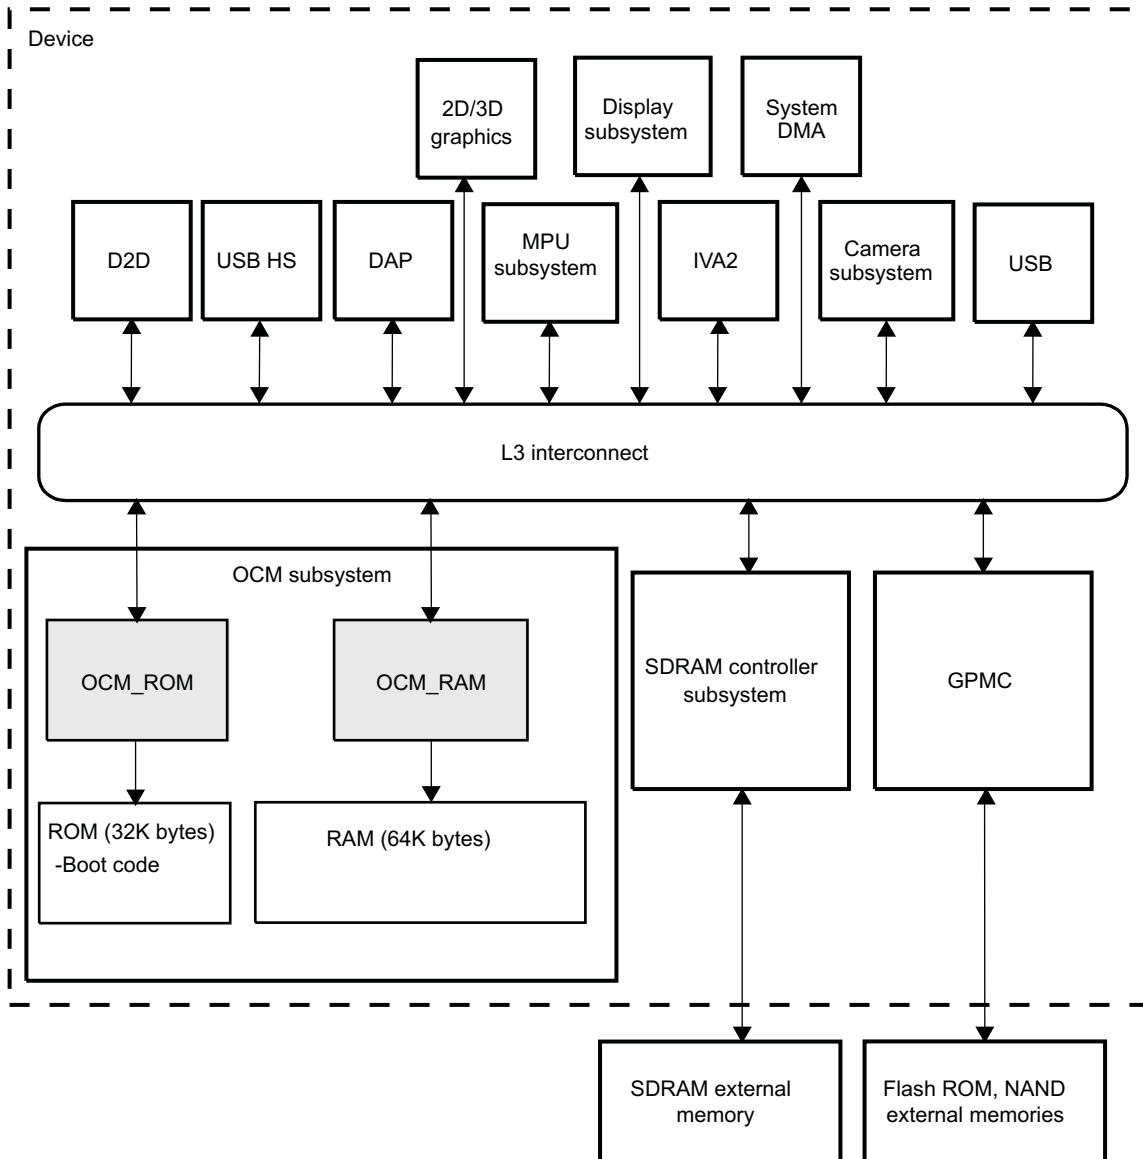 Device
2D/3D
graphics
Display
subsystem
System
DMA
D2D
USB HS
DAP
MPU
subsystem
IVA2
Camera
subsystem
USB
L3 interconnect
OCM subsystem
OCM_ROM
OCM_RAM
SDRAM controller
subsystem
GPMC
ROM (32K bytes)
-Boot code
RAM (64K bytes)
SDRAM external
memory
Flash ROM, NAND
external memories